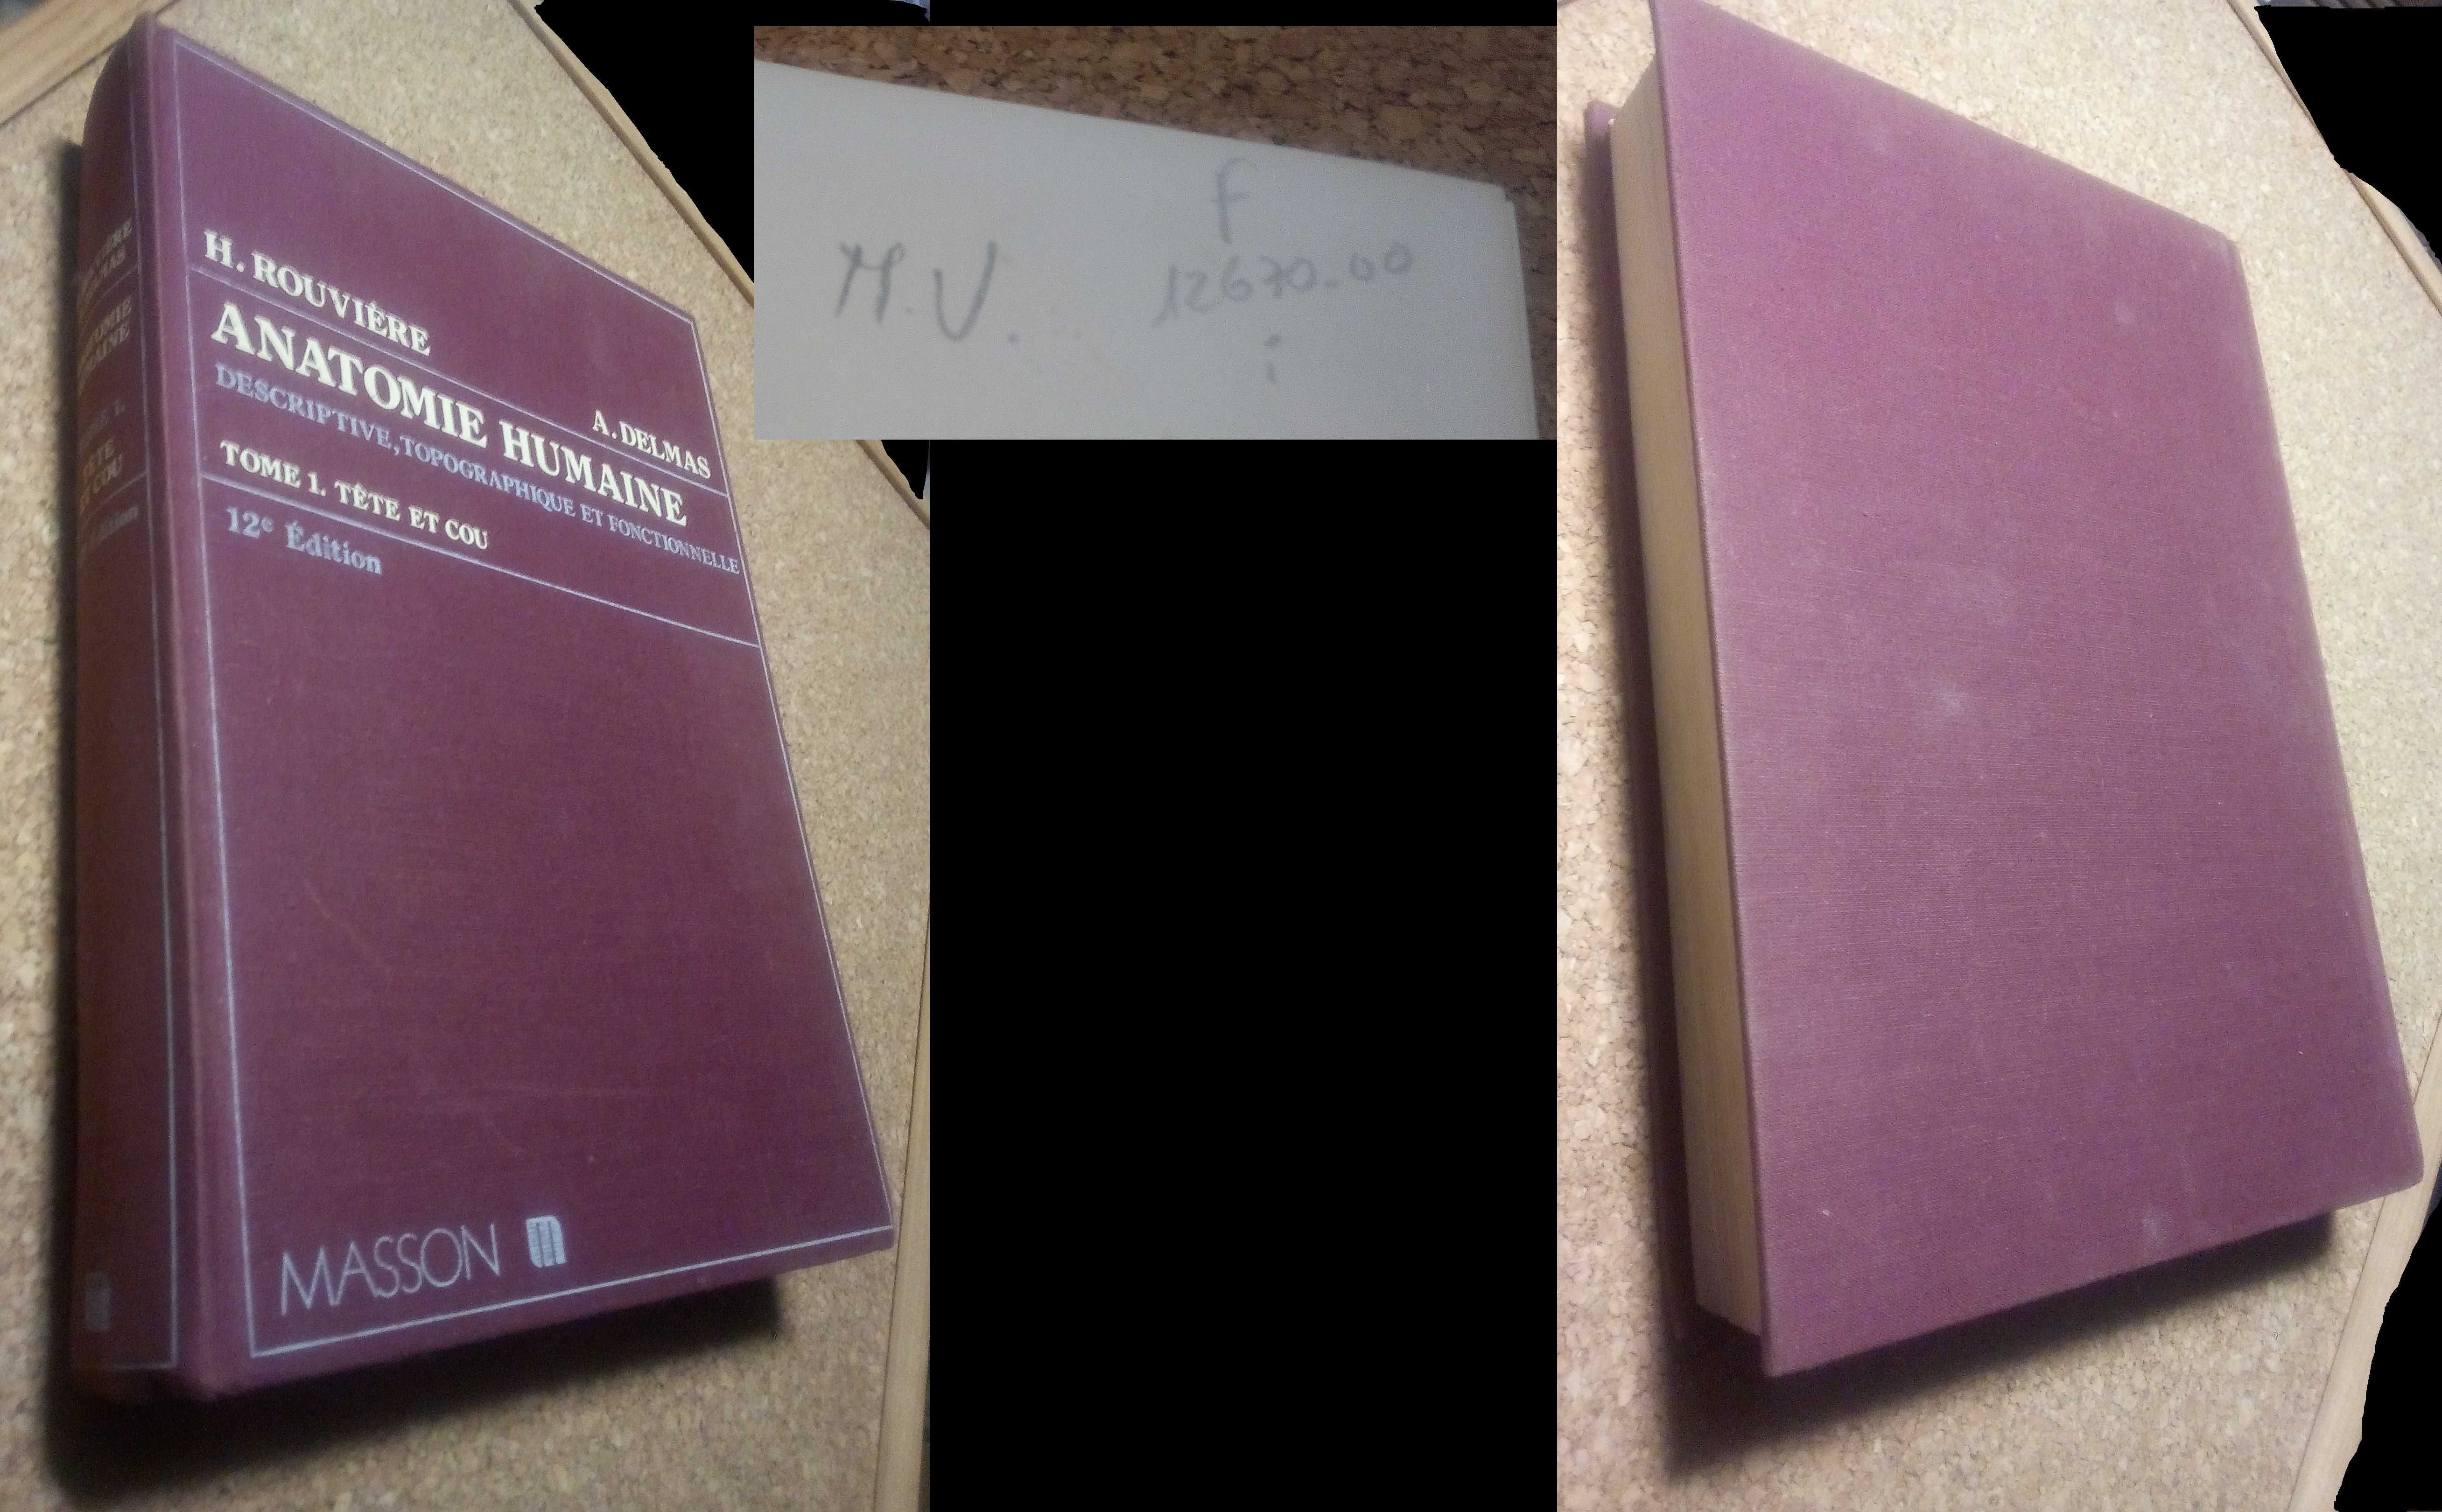 H. ROUVIÈRE
A. DELMAS
ANATOMIE HUMAINE
DESCRIPTIVE, TOPOGRAPHIQUE ET FONCTIONNELLE
TOME 1. TÊTE ET COU
12e Édition
MASSON
f
M.V. 12670.00
i